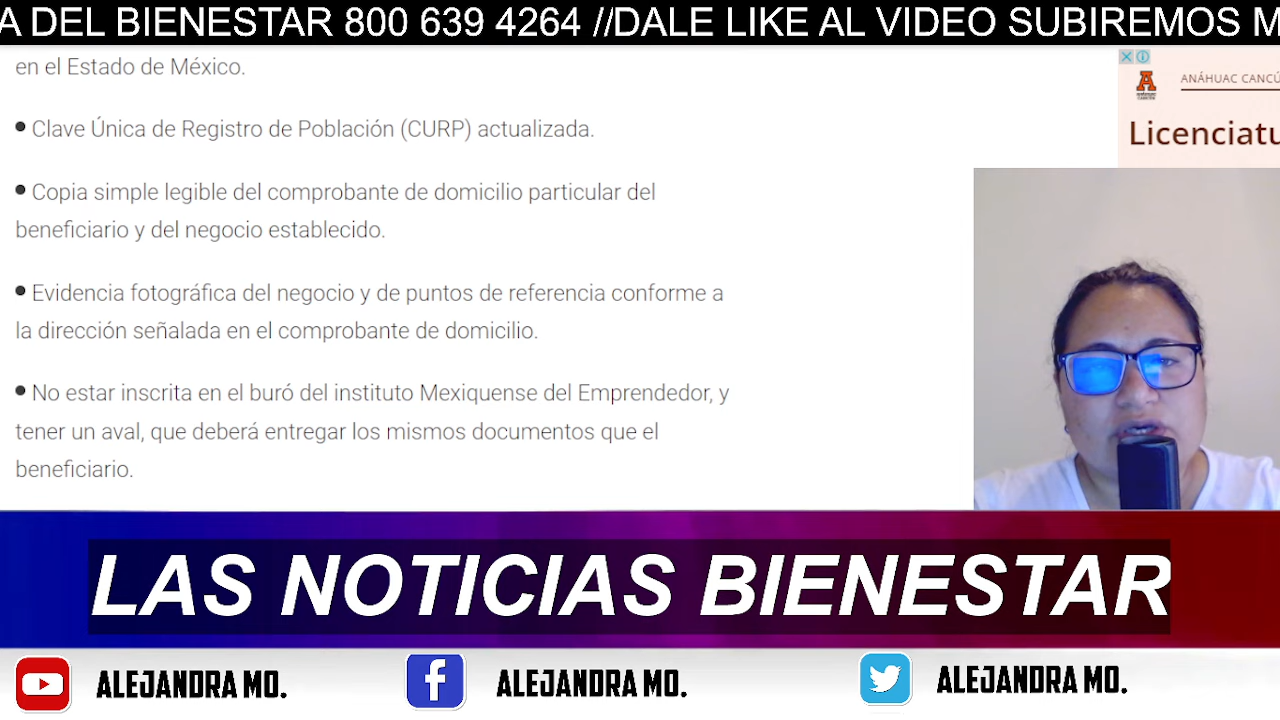 A DEL BIENESTAR 800 639 4264 //DALE LIKE AL VIDEO SUBIREMOS M
en el Estado de México.
• Clave Única de Registro de Población (CURP) actualizada.
• Copia simple legible del comprobante de domicilio particular del
beneficiario y del negocio establecido.
• Evidencia fotográfica del negocio y de puntos de referencia conforme a
la dirección señalada en el comprobante de domicilio.
• No estar inscrita en el buró del instituto Mexiquense del Emprendedor, y
tener un aval, que deberá entregar los mismos documentos que el
beneficiario.
ANÁHUAC CANCÚ
Licenciatu
LAS NOTICIAS BIENESTAR
ALEJANDRA MO.
ALEJANDRA MO.
ALEJANDRA MO.